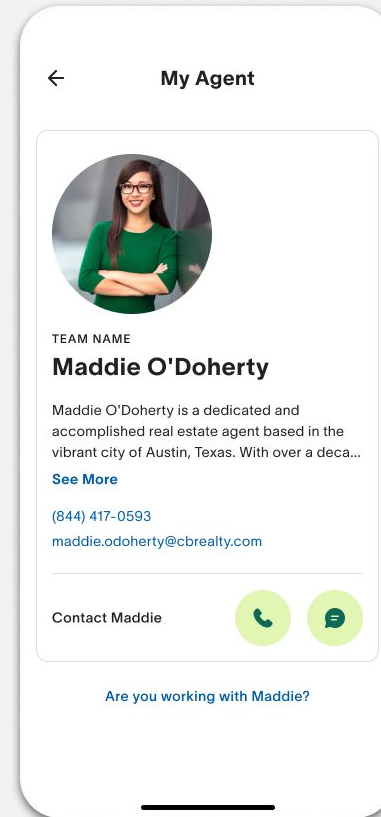 My Agent
TEAM NAME
Maddie O'Doherty
Maddie O'Doherty is a dedicated and
accomplished real estate agent based in the
vibrant city of Austin, Texas. With over a deca...
See More
(844) 417-0593
maddie.odoherty@cbrealty.com
Contact Maddie
Are you working with Maddie?